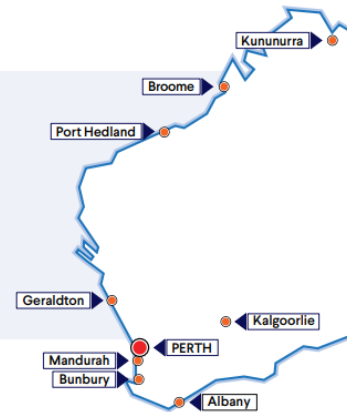 Kununurra
Broome
Port Hedland
Geraldton
Kalgoorlie
PERTH
Mandurah
Bunbury
Albany